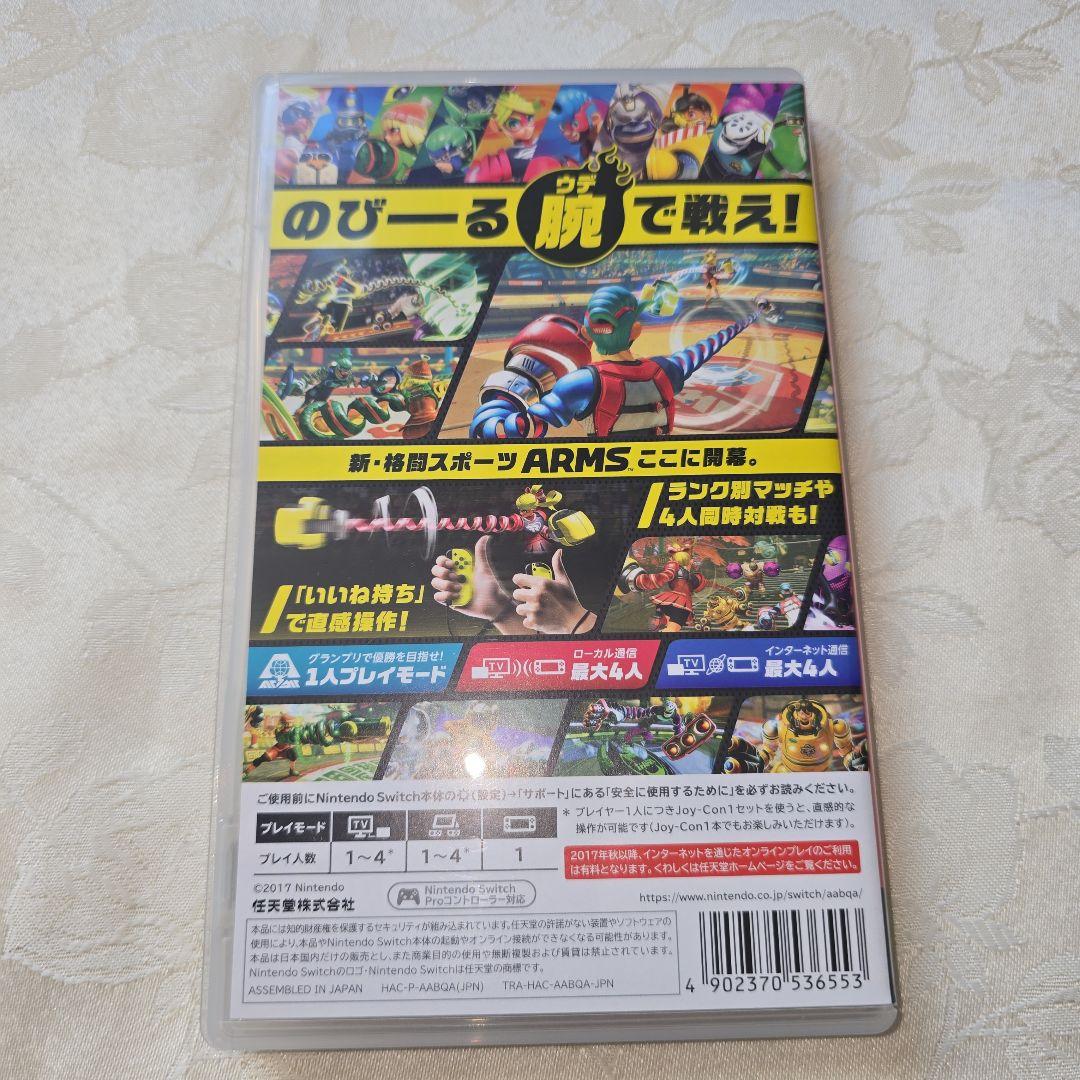 ウデ
のびーる腕で戦え!
新・格闘スポーツARMS™ここに開幕。
ランク別マッチや
4人同時対戦も!
「いいね持ち」
で直感操作!
グランプリで優勝を目指せ!
1人プレイモード
TV
ローカル通信
最大4人
TV
インターネット通信
最大4人
ご使用前にNintendo Switch本体の(設定)→「サポート」にある「安全に使用するために」を必ずお読みください。
プレイモード
TV
プレイ人数
1~4*
1~4*
1
* プレイヤー1人につきJoy-Con1セットを使うと、直感的な
操作が可能です(Joy-Con1本でもお楽しみいただけます)。
2017年秋以降、インターネットを通じたオンラインプレイのご利用
は有料となります。くわしくは任天堂ホームページをご覧ください。
©2017 Nintendo
任天堂株式会社
Nintendo Switch
Proコントローラー対応
https://www.nintendo.co.jp/switch/aabqa/
本品には知的財産権を保護するセキュリティが組み込まれています。任天堂の許諾がない装置やソフトウェアの
使用により、本品やNintendo Switch本体の起動やオンライン接続ができなくなる可能性があります。
本品は日本国内だけの販売とし、また商業目的の使用や無断複製および賃貸は禁止されています。
Nintendo Switchのロゴ・Nintendo Switchは任天堂の商標です。
ASSEMBLED IN JAPAN HAC-P-AABQA(JPN) TRA-HAC-AABQA-JPN
4 902370 536553